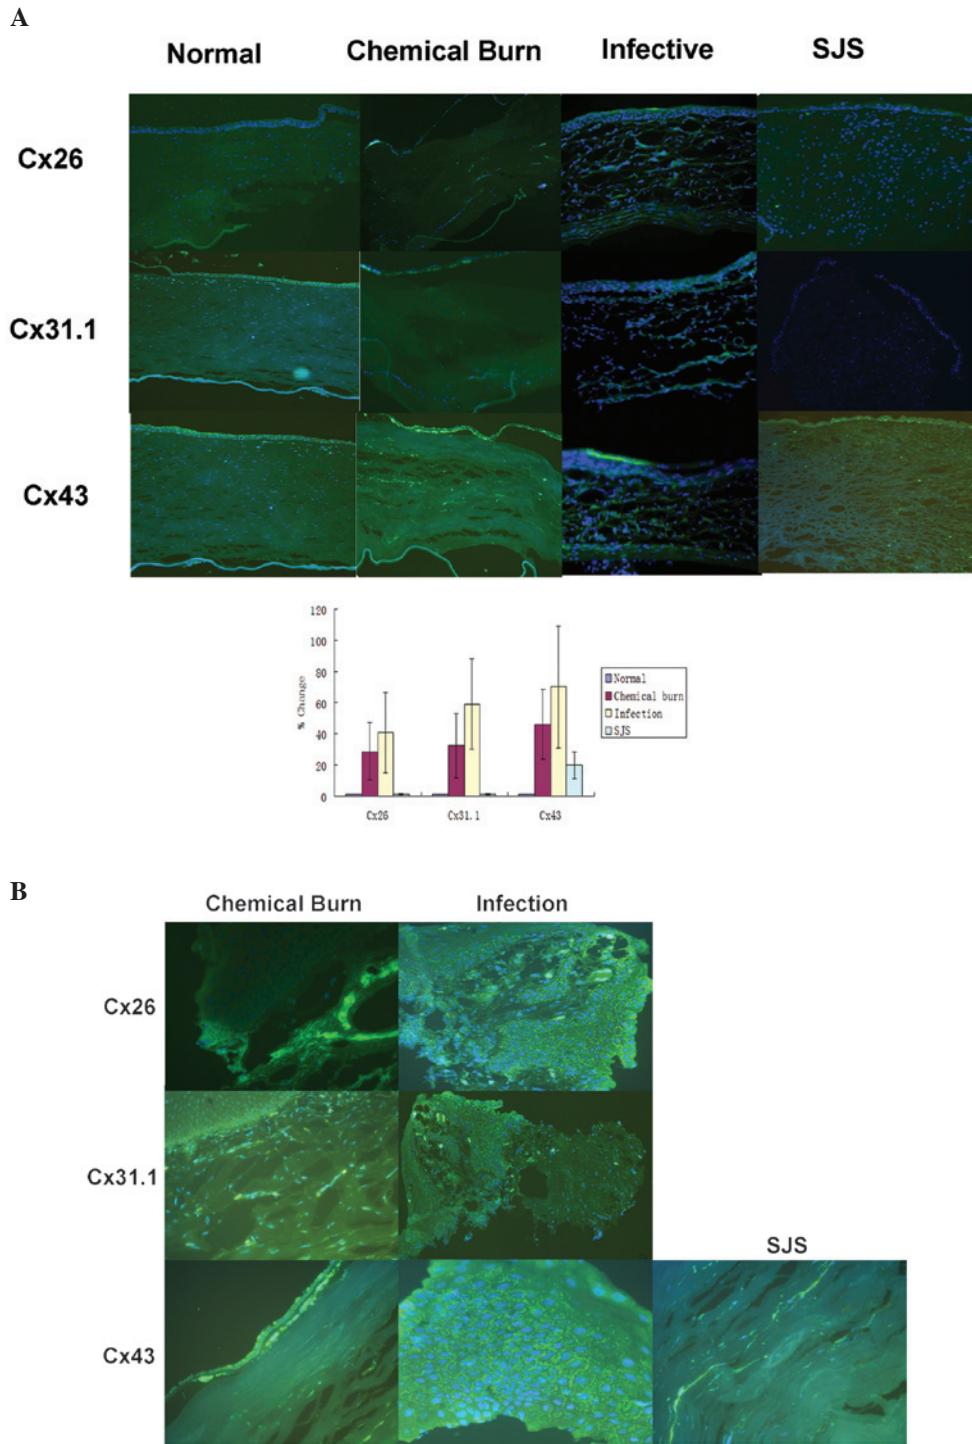 A
Normal Chemical Burn Infective SJS
Cx26
Cx31.1
Cx43
120
100
80
60
40
20
0
% Change
Cx26 Cx31.1 Cx43
Normal
Chemical burn
Infection
SJS
B
Chemical Burn Infection
Cx26
Cx31.1
SJS
Cx43